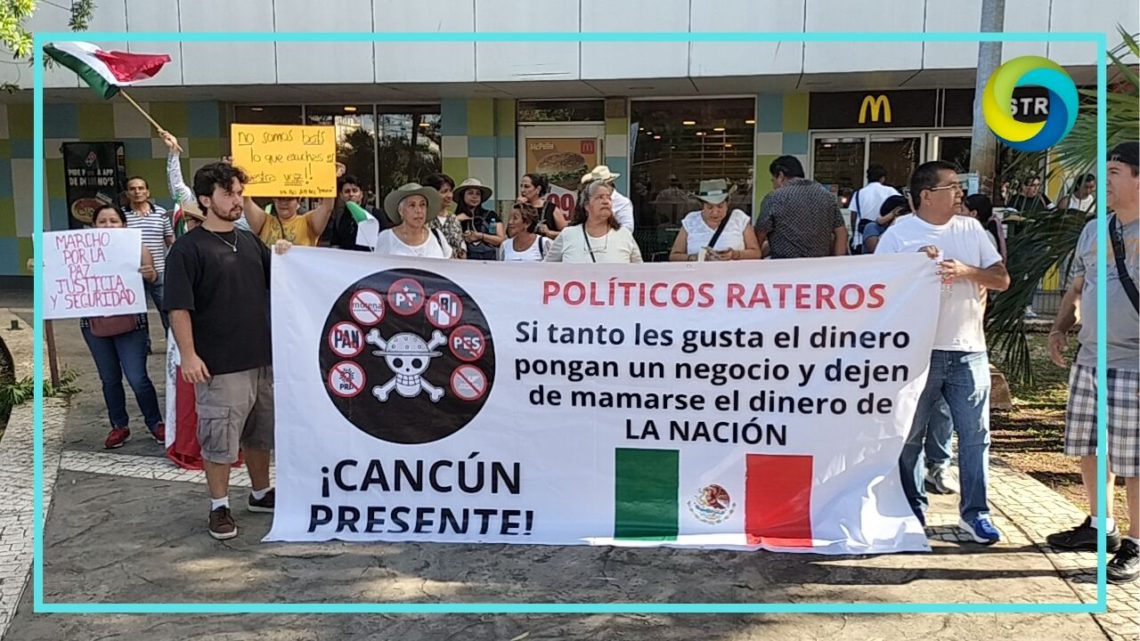 STR
No somos bots
lo que escuchas es
nuestra voz!!
MARCHO
POR LA
PAZ
JUSTICIA
y SEGURIDAD.
morena
PT
PRI
PAN
PES
PRD
POLÍTICOS RATEROS
Si tanto les gusta el dinero
pongan un negocio y dejen
de mamarse el dinero de
LA NACIÓN
¡CANCÚN
PRESENTE!